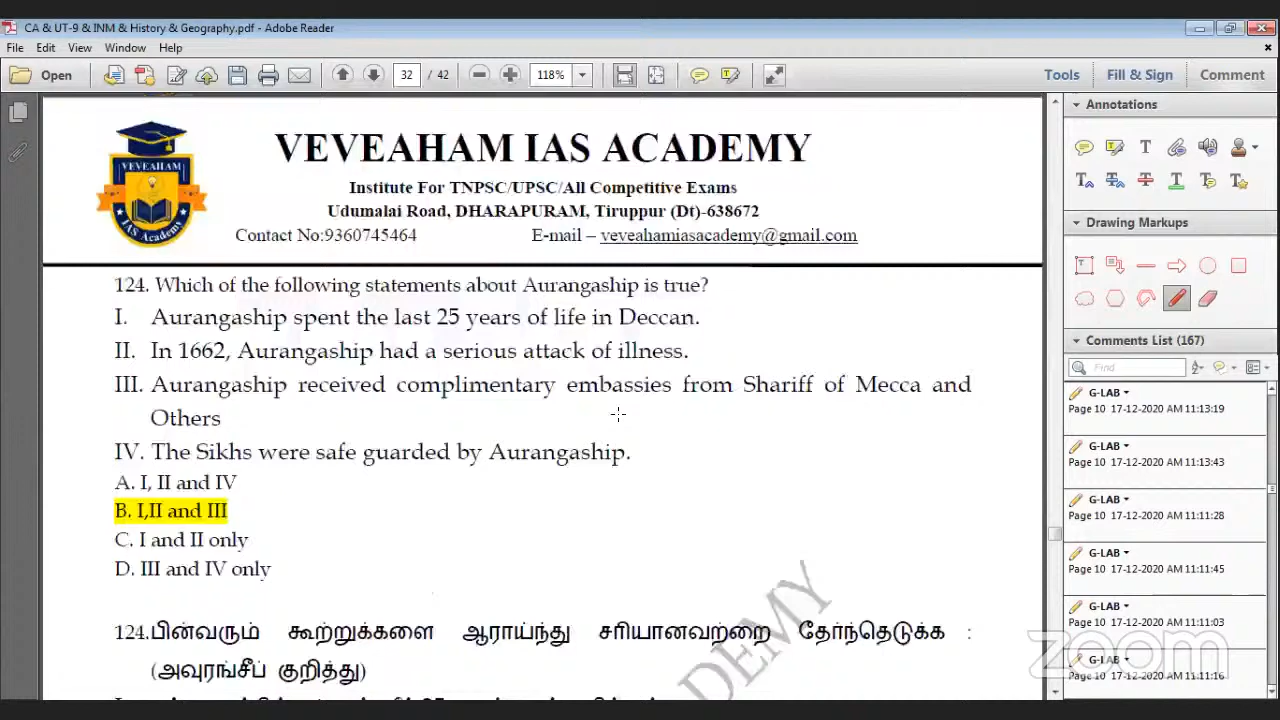 CA & UT-9 & INM & History & Geography.pdf - Adobe Reader
File Edit View Window Help
Open 32 / 42 118% Tools Fill & Sign Comment
VEVEAHAM IAS ACADEMY
Institute For TNPSC/UPSC/All Competitive Exams
Udumalai Road, DHARAPURAM, Tiruppur (Dt)-638672
Contact No:9360745464 E-mail – veveahamiasacademy@gmail.com
VEVEAHAM
IAS Academy
124. Which of the following statements about Aurangaship is true?
I. Aurangaship spent the last 25 years of life in Deccan.
II. In 1662, Aurangaship had a serious attack of illness.
III. Aurangaship received complimentary embassies from Shariff of Mecca and
Others
IV. The Sikhs were safe guarded by Aurangaship.
A. I, II and IV
B. I,II and III
C. I and II only
D. III and IV only
124.பின்வரும் கூற்றுக்களை ஆராய்ந்து சரியானவற்றை தேர்ந்தெடுக்க :
(அவுரங்சீப் குறித்து)
DEMY
Annotations
Drawing Markups
Comments List (167)
Find
G-LAB
Page 10 17-12-2020 AM 11:13:19
G-LAB
Page 10 17-12-2020 AM 11:13:43
G-LAB
Page 10 17-12-2020 AM 11:11:28
G-LAB
Page 10 17-12-2020 AM 11:11:45
G-LAB
Page 10 17-12-2020 AM 11:11:03
G-LAB
Page 10 17-12-2020 AM 11:11:16
zoom